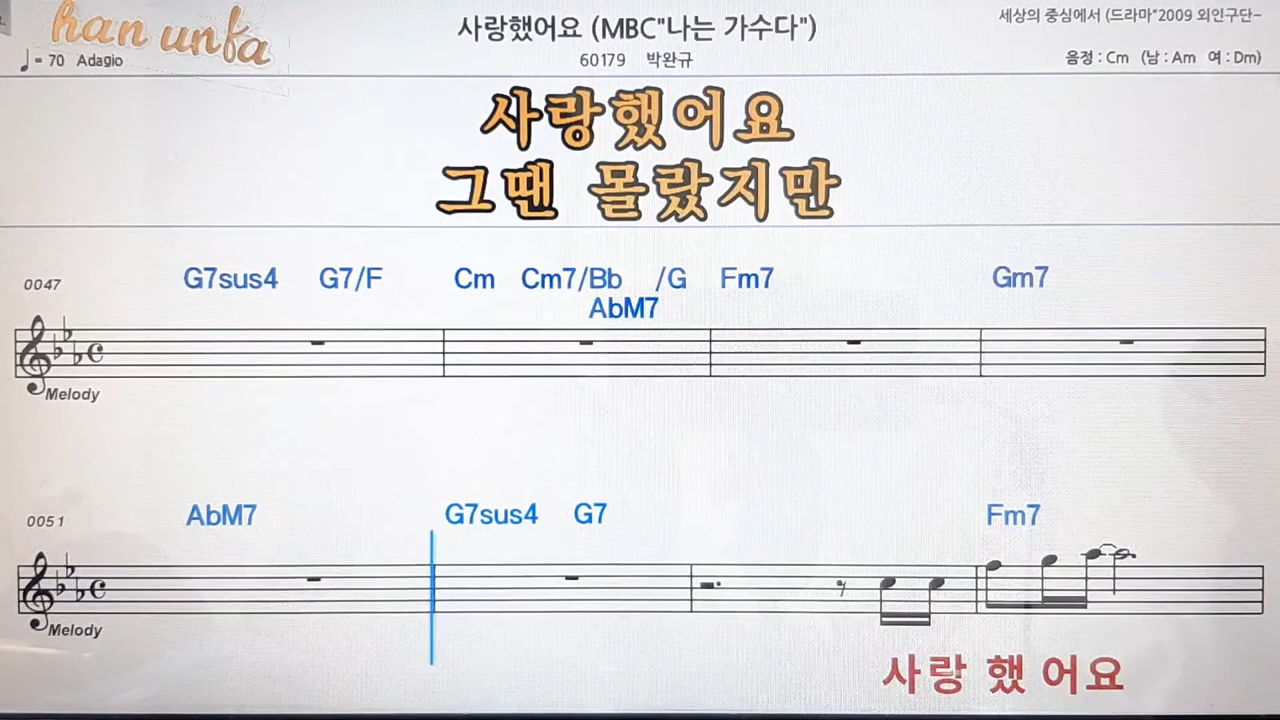 han unfa
♩= 70 Adagio
사랑했어요 (MBC"나는 가수다")
60179 박완규
세상의 중심에서 (드라마"2009 외인구단~
음정 : Cm (남 : Am 여 : Dm)
사랑했어요
그땐 몰랐지만
0047
G7sus4 G7/F Cm Cm7/Bb /G Fm7 Gm7
AbM7
Melody
0051
AbM7 G7sus4 G7 Fm7
Melody
사랑 했 어요